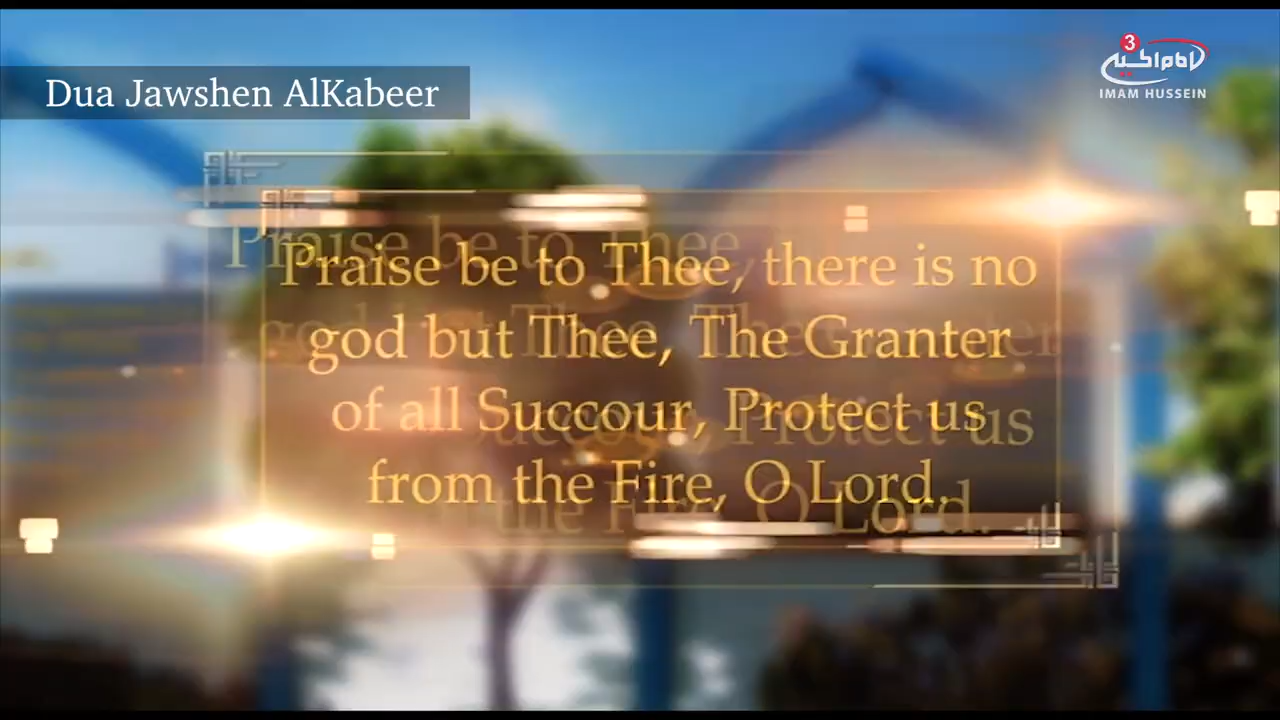 Dua Jawshen AlKabeer
3
IMAM HUSSEIN
Praise be to Thee, there is no
god but Thee, The Granter
of all Succour, Protect us
from the Fire, O Lord.